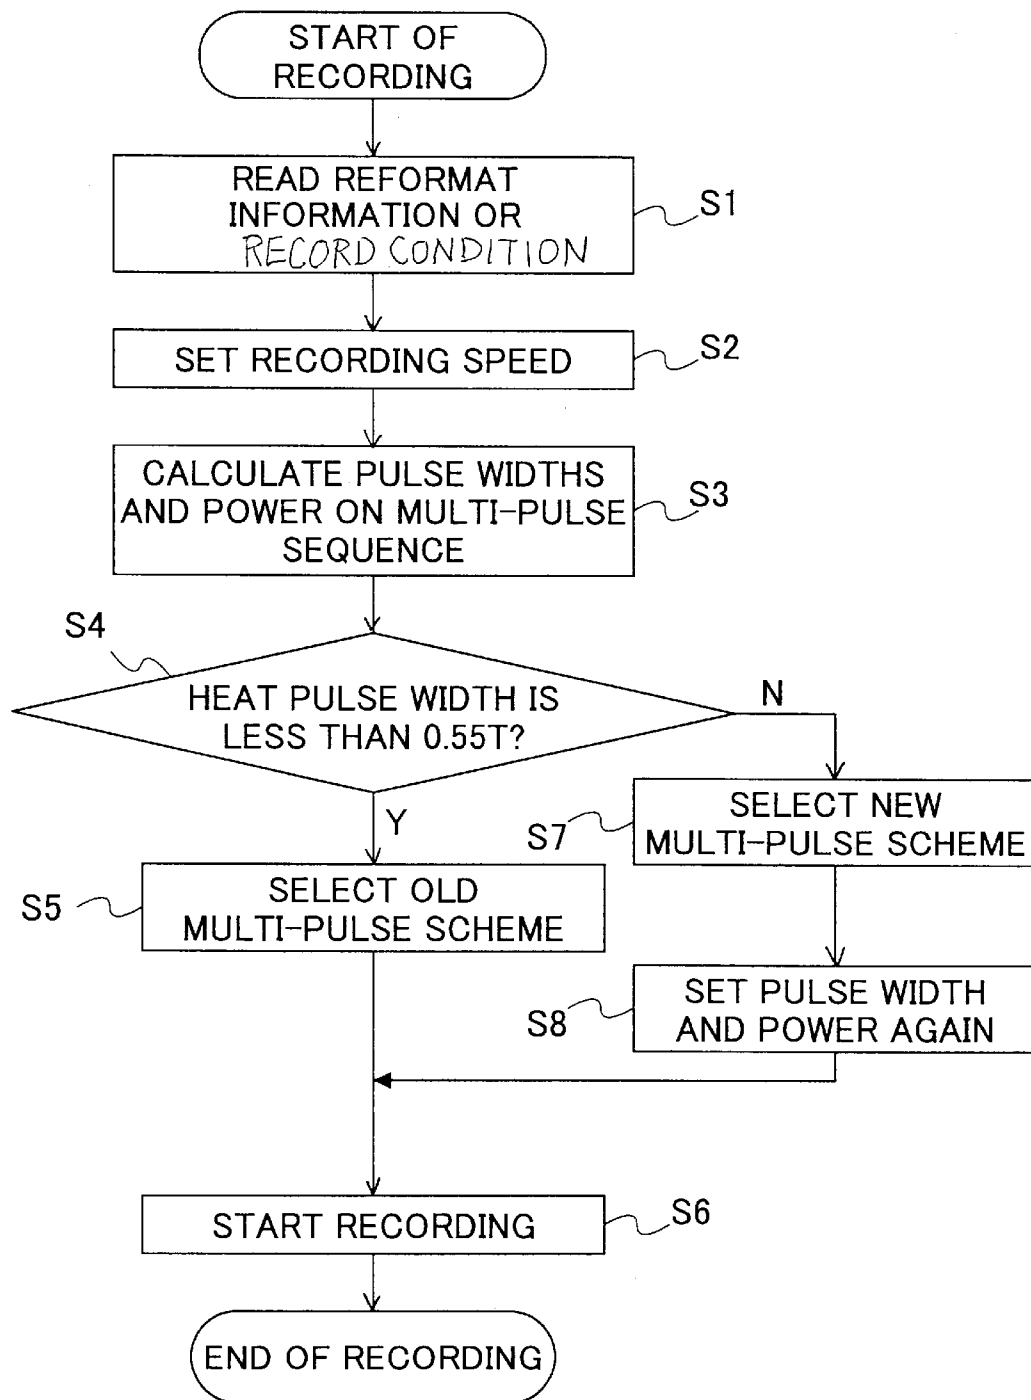 START OF
RECORDING
READ REFORMAT
INFORMATION OR
RECORD CONDITION
S1
SET RECORDING SPEED
S2
CALCULATE PULSE WIDTHS
AND POWER ON MULTI-PULSE
SEQUENCE
S3
S4
HEAT PULSE WIDTH IS
LESS THAN 0.55T?
N
Y
S7
SELECT NEW
MULTI-PULSE SCHEME
S5
SELECT OLD
MULTI-PULSE SCHEME
S8
SET PULSE WIDTH
AND POWER AGAIN
START RECORDING
S6
END OF RECORDING